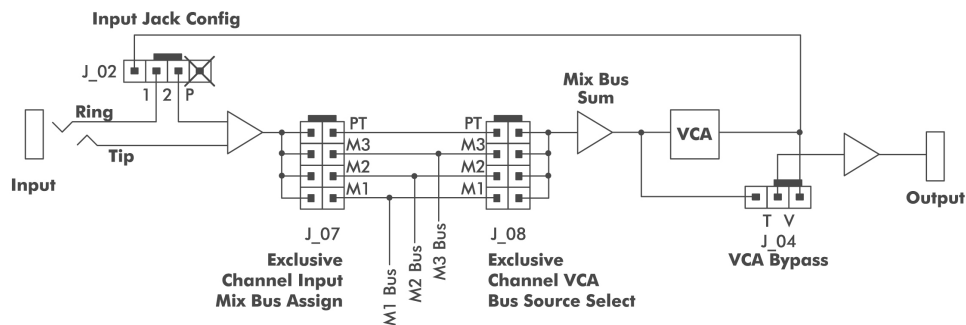 Input Jack Config
J_02
1 2 P
Ring
Tip
Input
PT
M3
M2
M1
J_07
Exclusive
Channel Input
Mix Bus Assign
M1 Bus
M2 Bus
M3 Bus
PT
M3
M2
M1
J_08
Exclusive
Channel VCA
Bus Source Select
Mix Bus
Sum
VCA
T V
J_04
VCA Bypass
Output